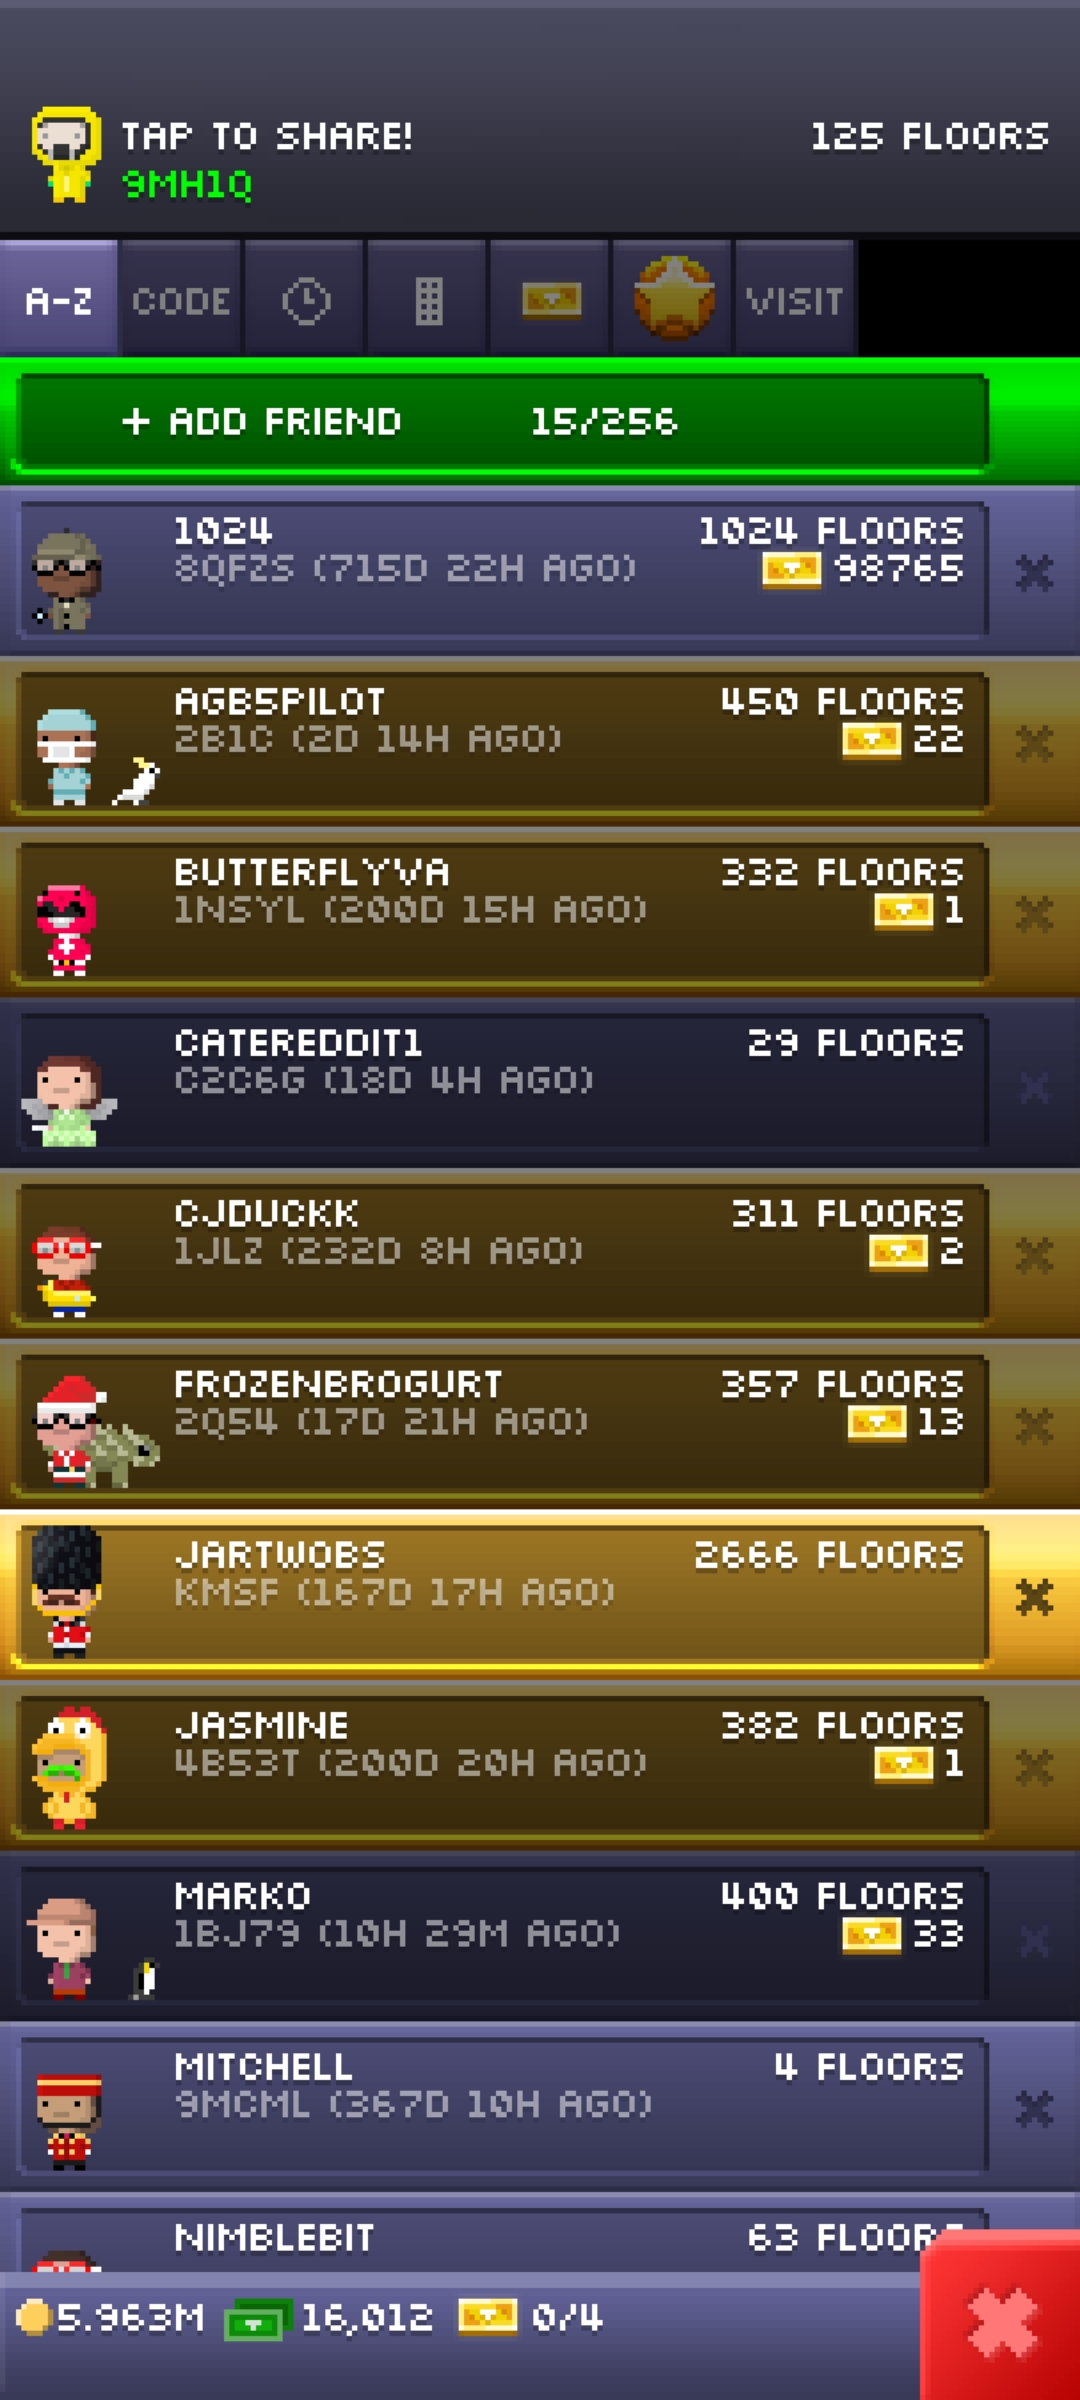 TAP TO SHARE! 125 FLOORS
9MH1Q
A-Z CODE VISIT
+ ADD FRIEND 15/256
1024 1024 FLOORS
8QFZS (715D 22H AGO) 98765
AGB5PILOT 450 FLOORS
2B1C (2D 14H AGO) 22
BUTTERFLYVA 332 FLOORS
1NSYL (200D 15H AGO) 1
CATEREDDIT1 29 FLOORS
C2C6G (18D 4H AGO)
CJDUCKK 311 FLOORS
1JLZ (232D 8H AGO) 2
FROZENBROGURT 357 FLOORS
2Q54 (17D 21H AGO) 13
JARTWOBS 2666 FLOORS
KMSF (167D 17H AGO)
JASMINE 382 FLOORS
4B53T (200D 20H AGO) 1
MARKO 400 FLOORS
1BJ79 (10H 29M AGO) 33
MITCHELL 4 FLOORS
9MCML (367D 10H AGO)
NIMBLEBIT 63 FLOORS
5.963M 16,012 0/4